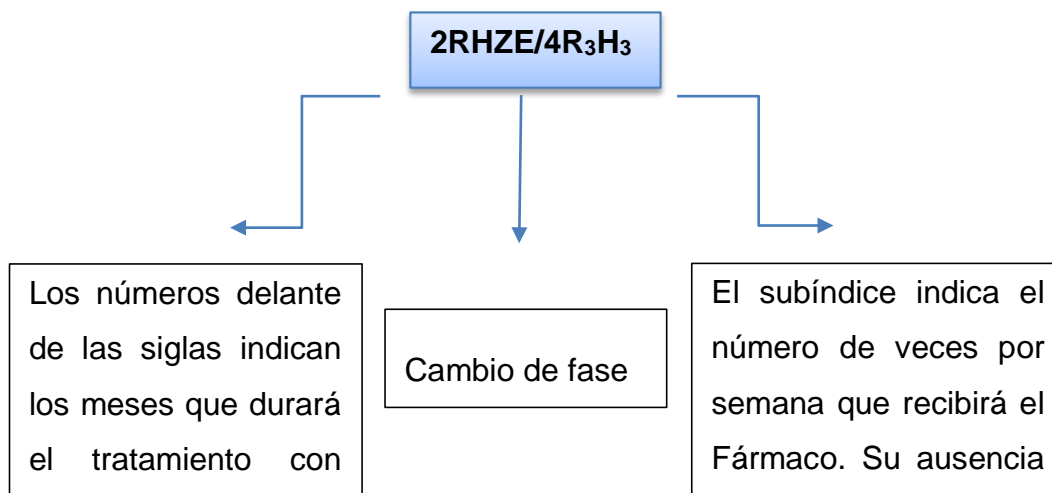 2RHZE/4R₃H₃
Los números delante
de las siglas indican
los meses que durará
el tratamiento con
Cambio de fase
El subíndice indica el
número de veces por
semana que recibirá el
Fármaco. Su ausencia